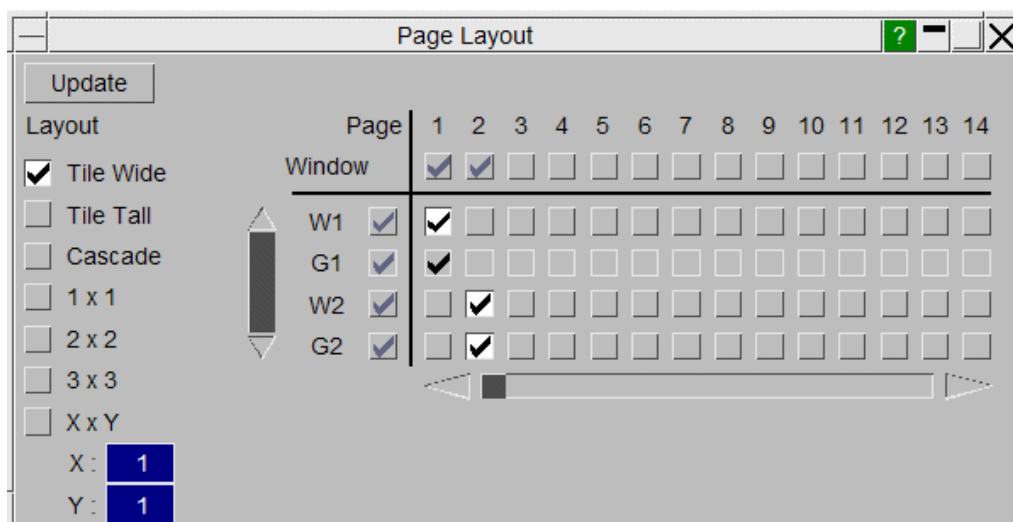 Page Layout ?
Update
Layout Page 1 2 3 4 5 6 7 8 9 10 11 12 13 14
Window
Tile Wide
Tile Tall W1
Cascade G1
1 x 1 W2
2 x 2 G2
3 x 3
X x Y
X : 1
Y : 1